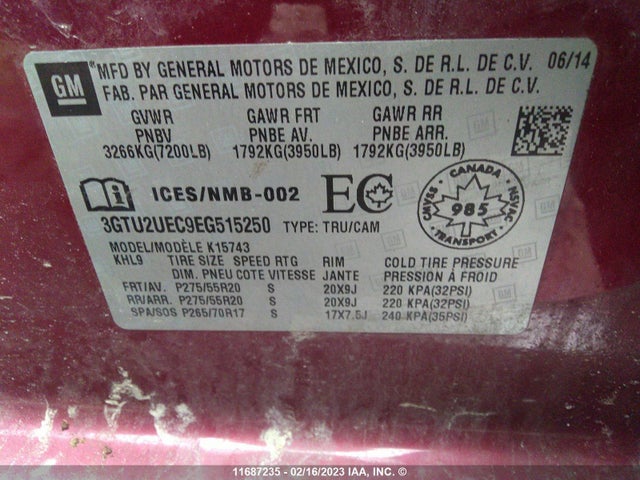 GM
MFD BY GENERAL MOTORS DE MEXICO, S. DE R.L. DE C.V. 06/14
FAB. PAR GENERAL MOTORS DE MEXICO, S. DE R.L. DE C.V.
GVWR GAWR FRT GAWR RR
PNBV PNBE AV. PNBE ARR.
3266KG(7200LB) 1792KG(3950LB) 1792KG(3950LB)
ICES/NMB-002 EC
CANADA
CMVSS 985 NSVAC
TRANSPORT
3GTU2UEC9EG515250 TYPE: TRU/CAM
MODEL/MODÈLE K15743
KHL9 TIRE SIZE SPEED RTG RIM COLD TIRE PRESSURE
DIM. PNEU COTE VITESSE JANTE PRESSION À FROID
FRT/AV. P275/55R20 S 20X9J 220 KPA(32PSI)
RR/ARR. P275/55R20 S 20X9J 220 KPA(32PSI)
SPA/SOS P265/70R17 S 17X7.5J 240 KPA(35PSI)
11687235 - 02/16/2023 IAA, INC. ©